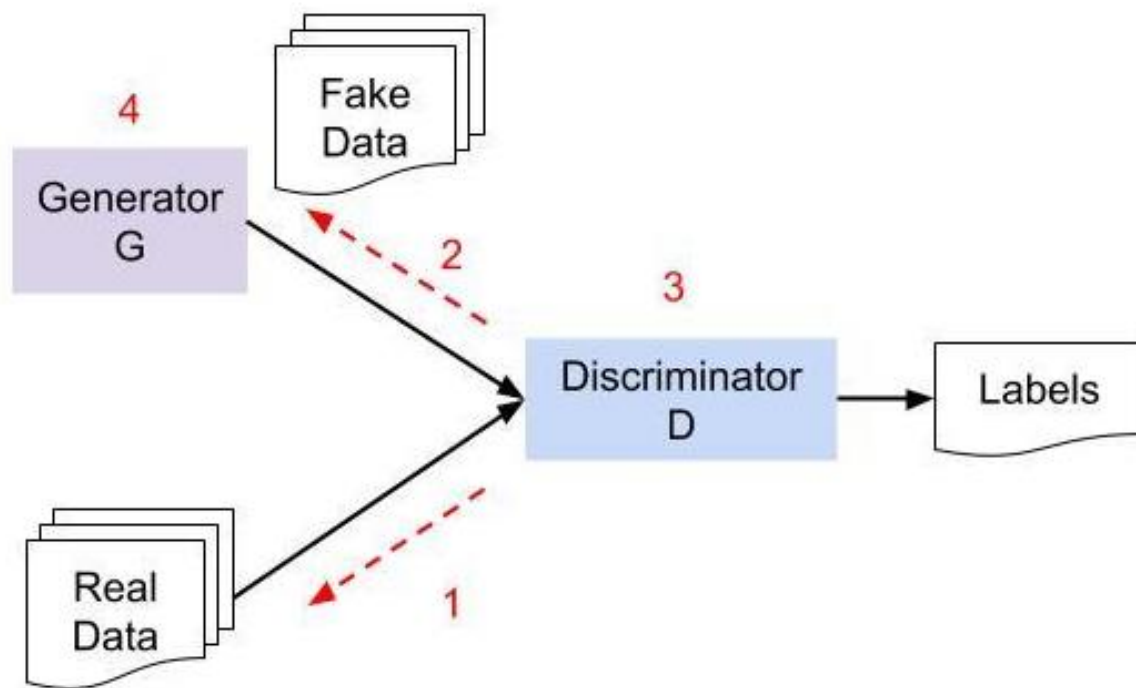 Fake
Data
4
Generator
G
2
3
Discriminator
D
Labels
Real
Data
1